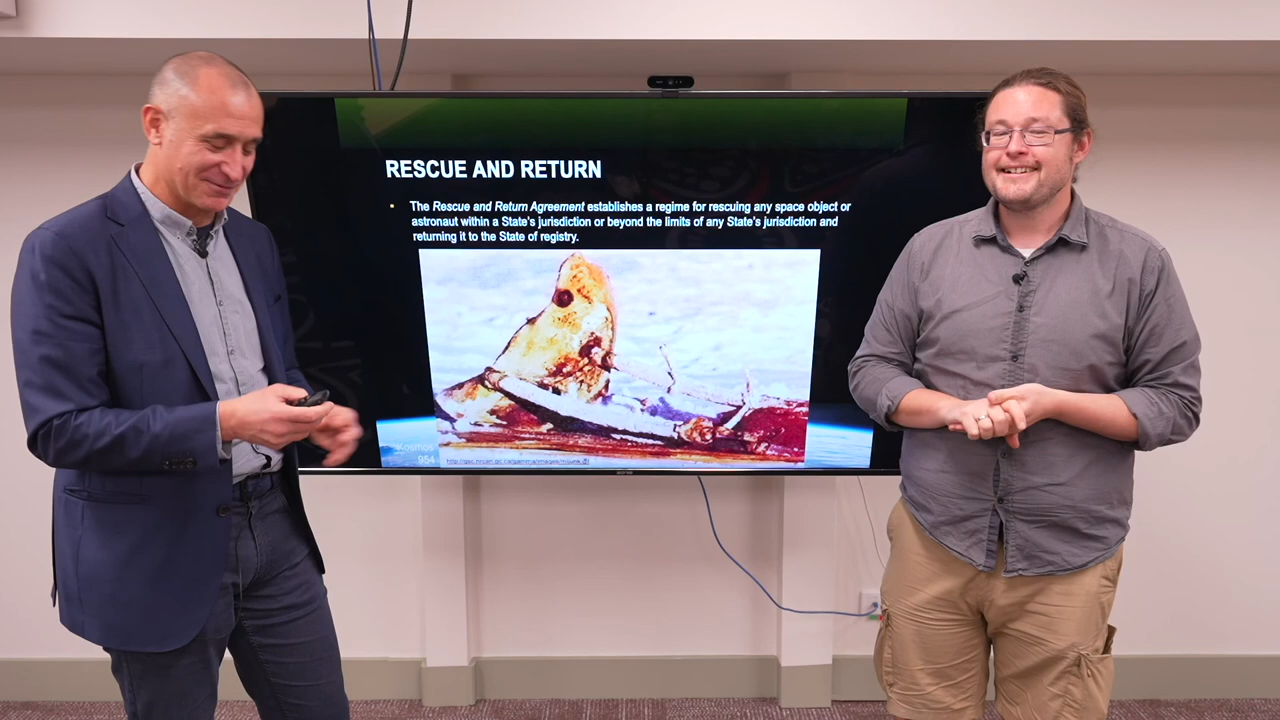 RESCUE AND RETURN
• The Rescue and Return Agreement establishes a regime for rescuing any space object or
astronaut within a State's jurisdiction or beyond the limits of any State's jurisdiction and
returning it to the State of registry.
Kosmos
954